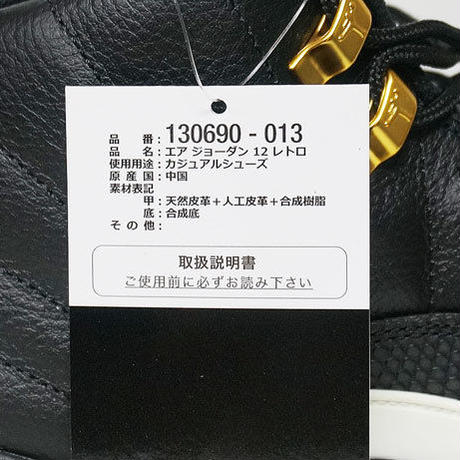 品番：130690 - 013
品名：エア ジョーダン 12 レトロ
使用用途：カジュアルシューズ
原産国：中国
素材表記
甲：天然皮革＋人工皮革＋合成樹脂
底：合成底
その他：
取扱説明書
ご使用前に必ずお読み下さい